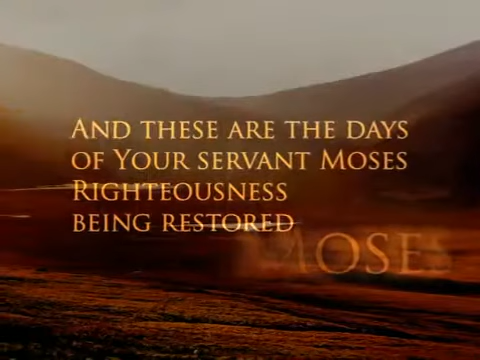 And these are the days
of Your servant Moses
Righteousness
being restored
Moses